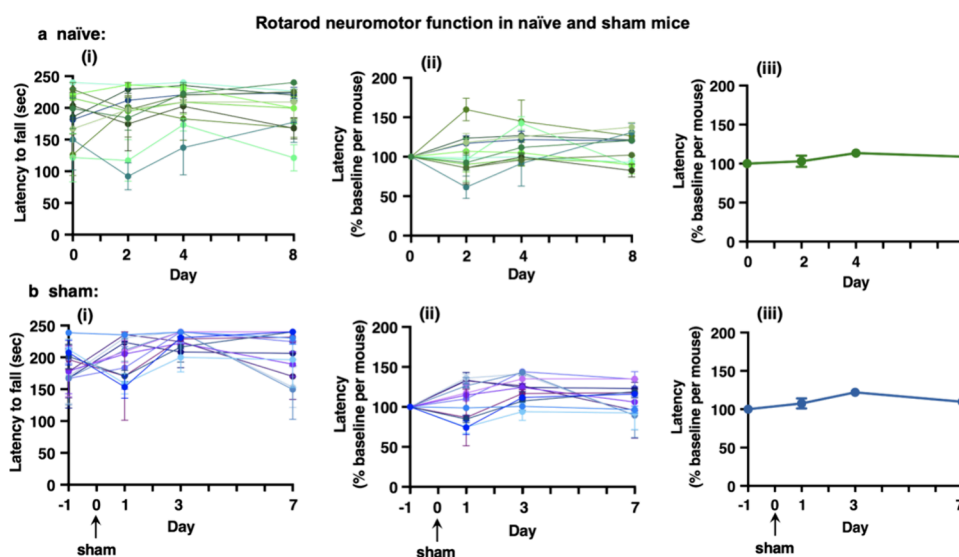 Rotarod neuromotor function in naïve and sham mice
a naïve:
(i)
Latency to fall (sec)
250
200
150
100
50
0
0 2 4 8
Day
(ii)
Latency
(% baseline per mouse)
200
150
100
50
0
0 2 4 8
Day
(iii)
Latency
(% baseline per mouse)
200
150
100
50
0
0 2 4
Day
b sham:
(i)
Latency to fall (sec)
250
200
150
100
50
0
-1 0 1 3 7
Day
sham
(ii)
Latency
(% baseline per mouse)
200
150
100
50
0
-1 0 1 3 7
Day
sham
(iii)
Latency
(% baseline per mouse)
200
150
100
50
0
-1 0 1 3 7
Day
sham